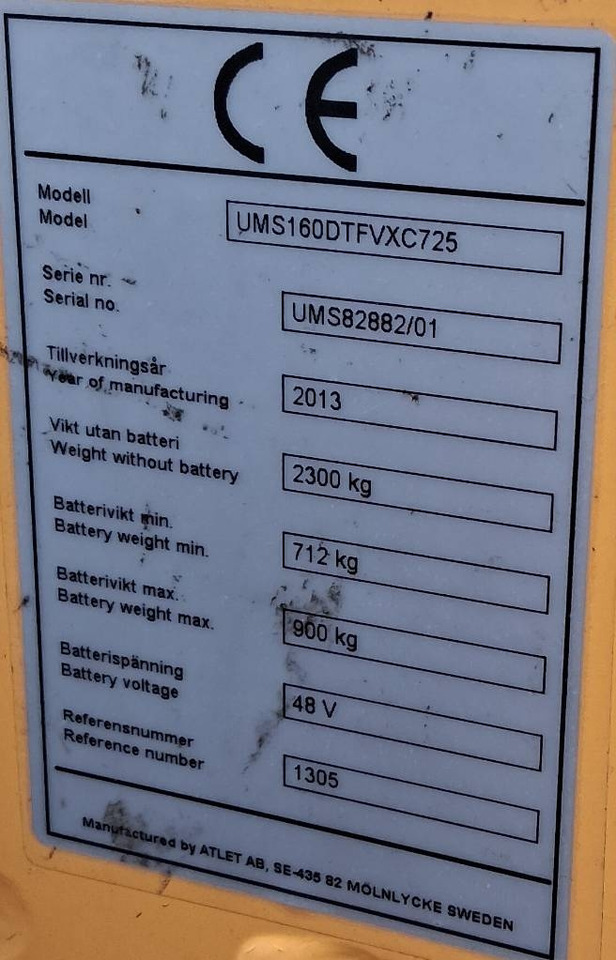 CE
Modell
Model
UMS160DTFVXC725
Serie nr.
Serial no.
UMS82882/01
Tillverkningsår
Year of manufacturing
2013
Vikt utan batteri
Weight without battery
2300 kg
Batterivikt min.
Battery weight min.
712 kg
Batterivikt max.
Battery weight max.
900 kg
Batterispänning
Battery voltage
48 V
Referensnummer
Reference number
1305
Manufactured by ATLET AB, SE-435 82 MÖLNLYCKE SWEDEN